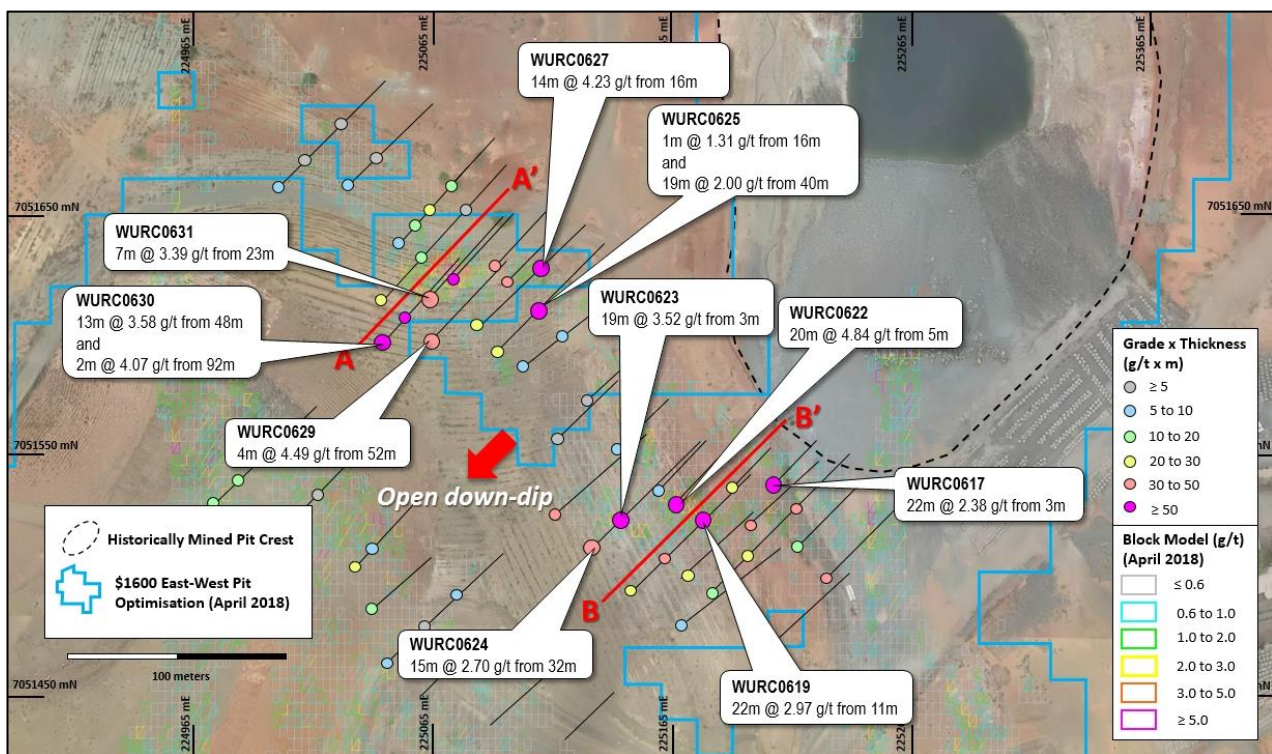 224965 mE
225065 mE
225265 mE
225365 mE
WURC0627
14m @ 4.23 g/t from 16m
WURC0625
1m @ 1.31 g/t from 16m
and
19m @ 2.00 g/t from 40m
7051650 mN
7051650 mN
A'
WURC0631
7m @ 3.39 g/t from 23m
WURC0630
13m @ 3.58 g/t from 48m
and
2m @ 4.07 g/t from 92m
WURC0623
19m @ 3.52 g/t from 3m
WURC0622
20m @ 4.84 g/t from 5m
A
WURC0629
4m @ 4.49 g/t from 52m
B'
7051550 mN
Open down-dip
WURC0617
22m @ 2.38 g/t from 3m
Grade x Thickness
(g/t x m)
≥ 5
5 to 10
10 to 20
20 to 30
30 to 50
≥ 50
Block Model (g/t)
(April 2018)
≤ 0.6
0.6 to 1.0
1.0 to 2.0
2.0 to 3.0
3.0 to 5.0
≥ 5.0
Historically Mined Pit Crest
$1600 East-West Pit
Optimisation (April 2018)
B
WURC0624
15m @ 2.70 g/t from 32m
WURC0619
22m @ 2.97 g/t from 11m
100 meters
7051450 mN
224965 mE
225065 mE
225165 mE